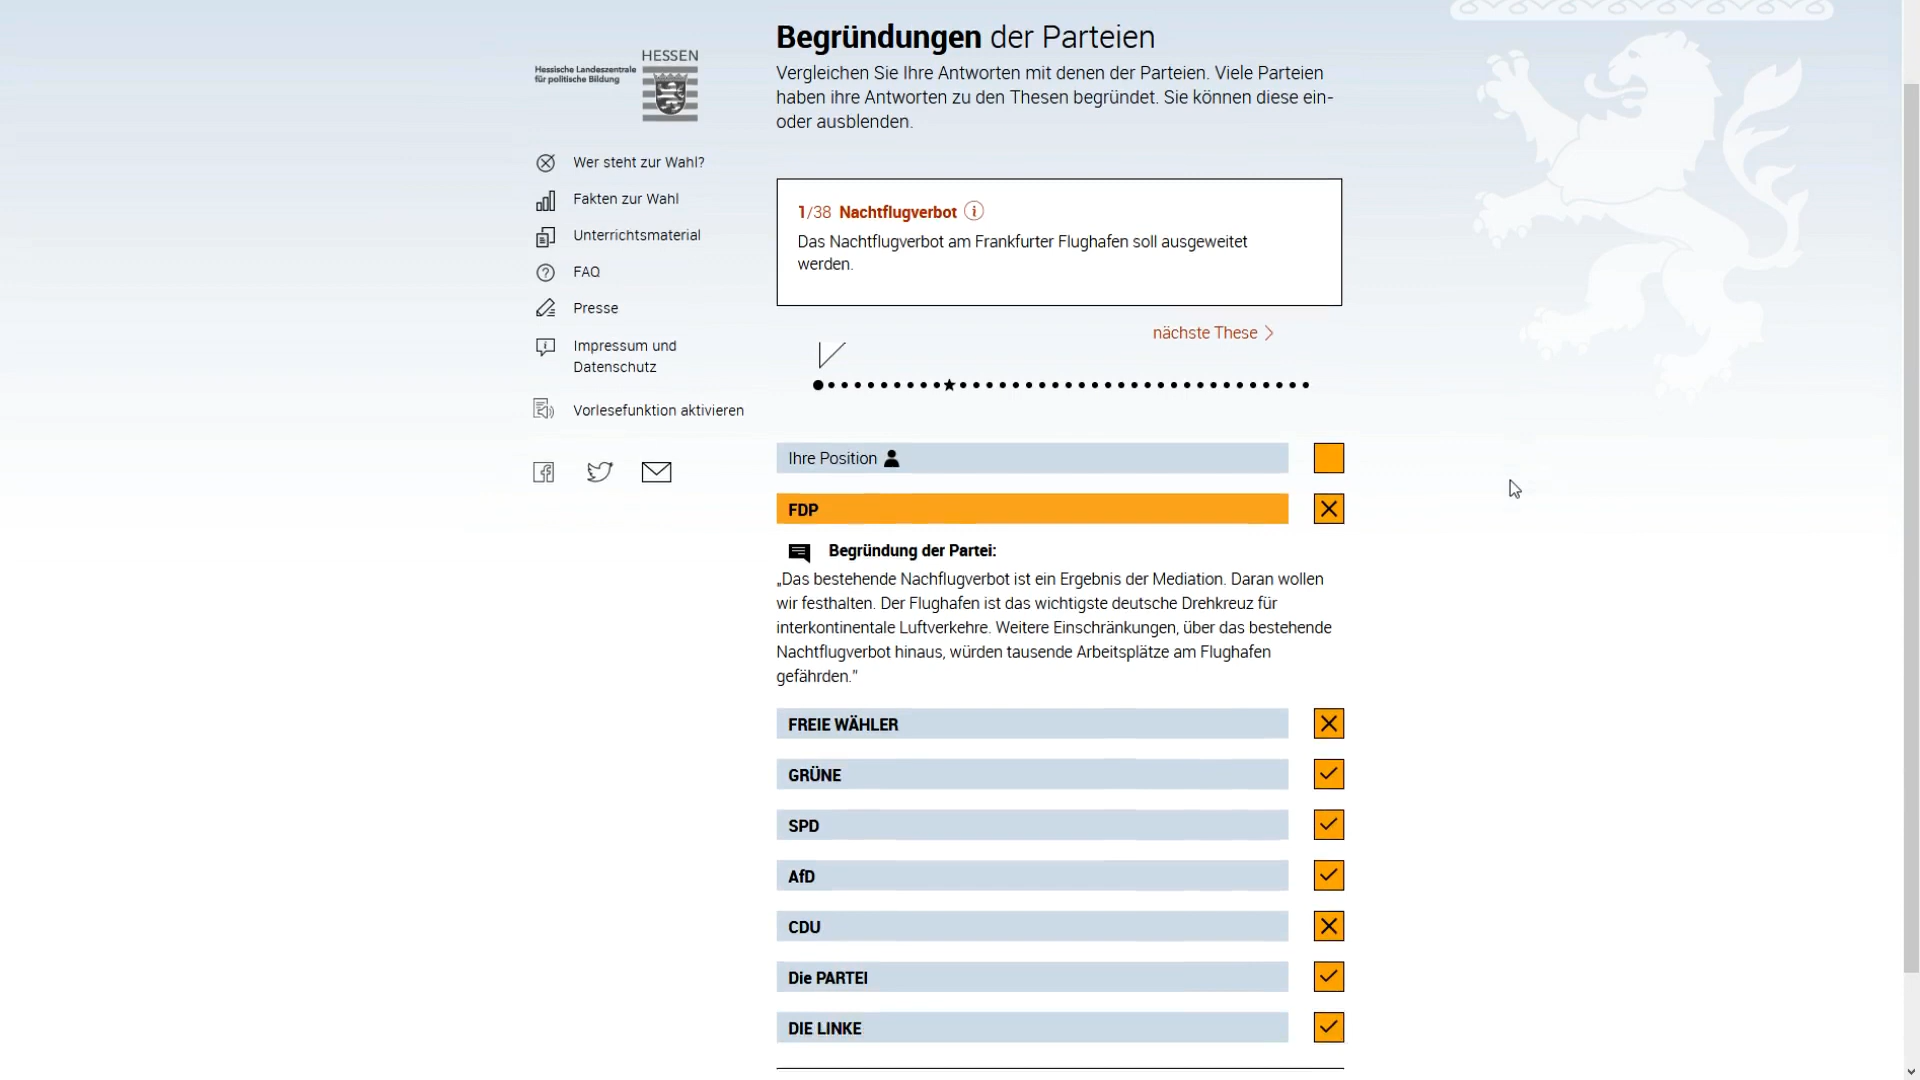 Begründungen der Parteien
Vergleichen Sie Ihre Antworten mit denen der Parteien. Viele Parteien
haben ihre Antworten zu den Thesen begründet. Sie können diese ein-
oder ausblenden.
HESSEN
Hessische Landeszentrale
für politische Bildung
Wer steht zur Wahl?
Fakten zur Wahl
Unterrichtsmaterial
FAQ
Presse
Impressum und
Datenschutz
Vorlesefunktion aktivieren
1/38 Nachtflugverbot
Das Nachtflugverbot am Frankfurter Flughafen soll ausgeweitet
werden.
nächste These
Ihre Position
FDP
Begründung der Partei:
„Das bestehende Nachflugverbot ist ein Ergebnis der Mediation. Daran wollen
wir festhalten. Der Flughafen ist das wichtigste deutsche Drehkreuz für
interkontinentale Luftverkehre. Weitere Einschränkungen, über das bestehende
Nachtflugverbot hinaus, würden tausende Arbeitsplätze am Flughafen
gefährden.“
FREIE WÄHLER
GRÜNE
SPD
AfD
CDU
Die PARTEI
DIE LINKE